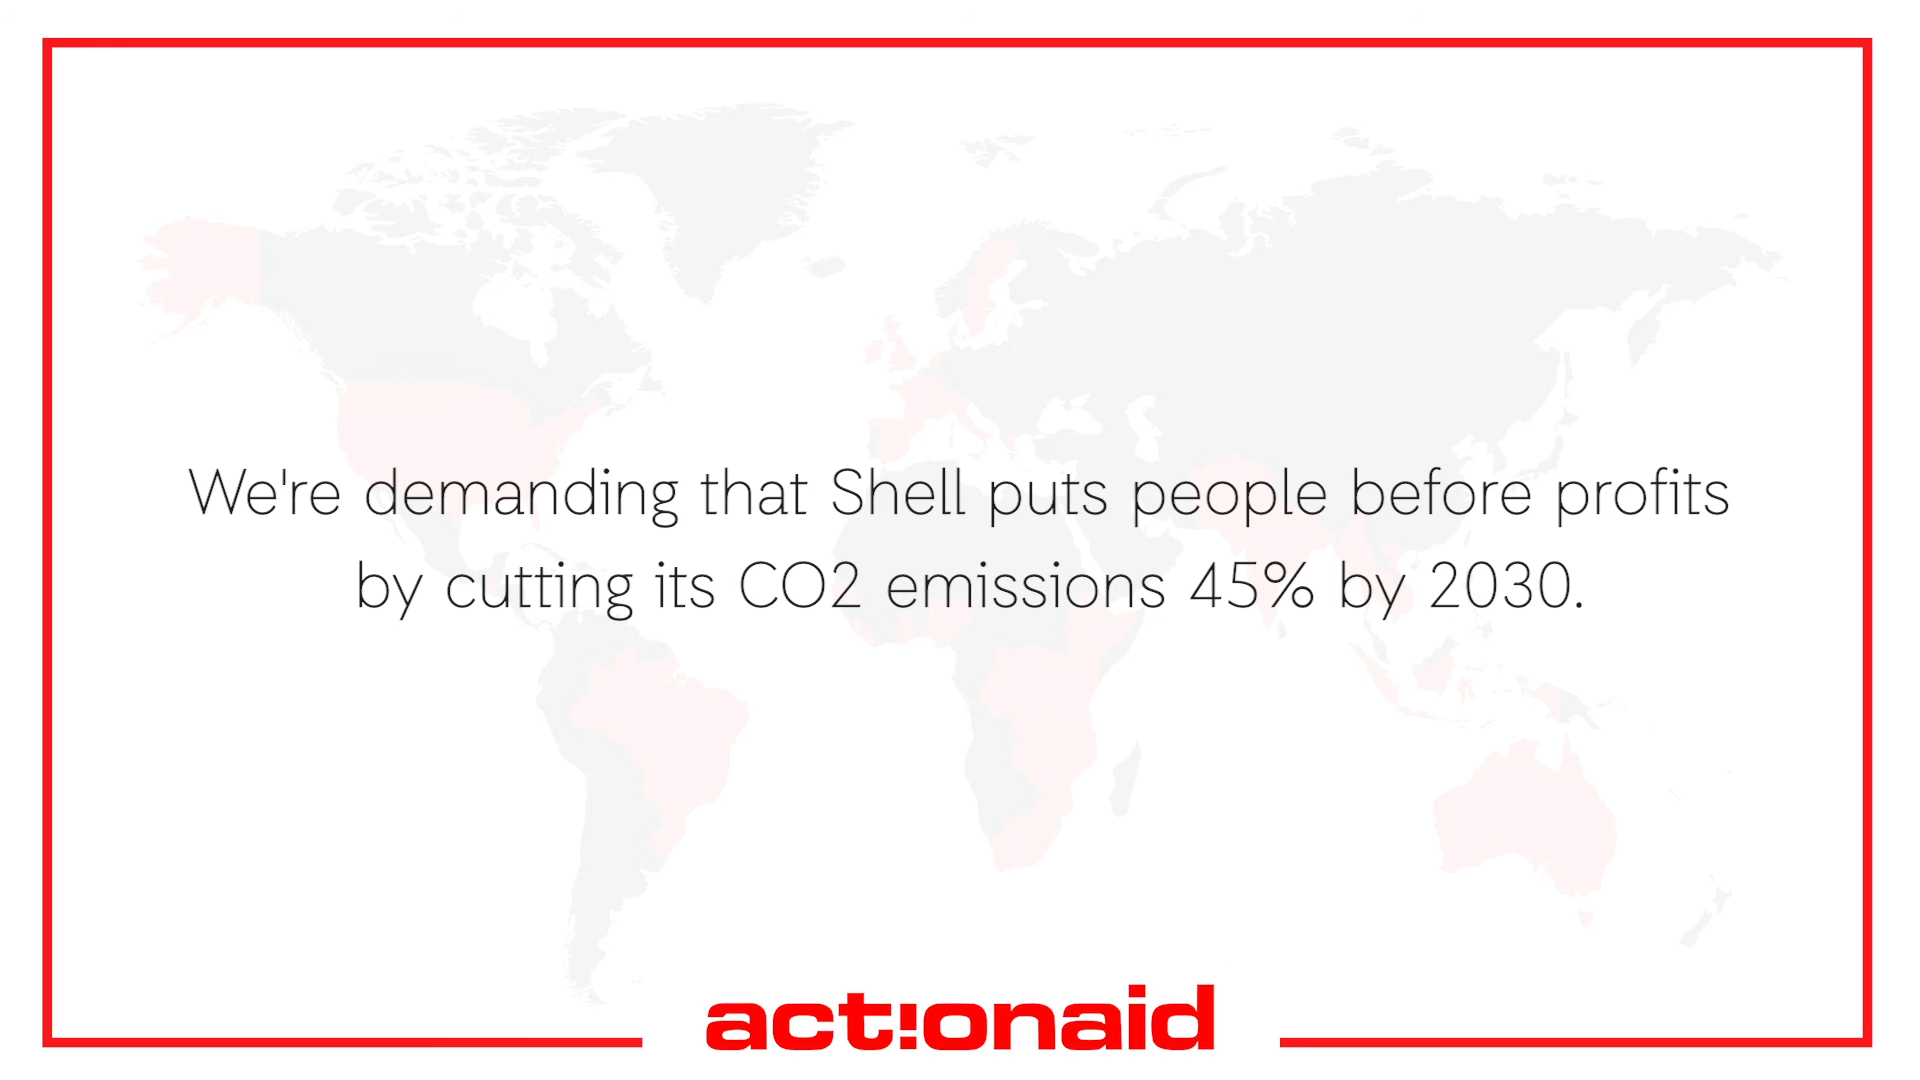 We're demanding that Shell puts people before profits
by cutting its CO2 emissions 45% by 2030.
act!onaid